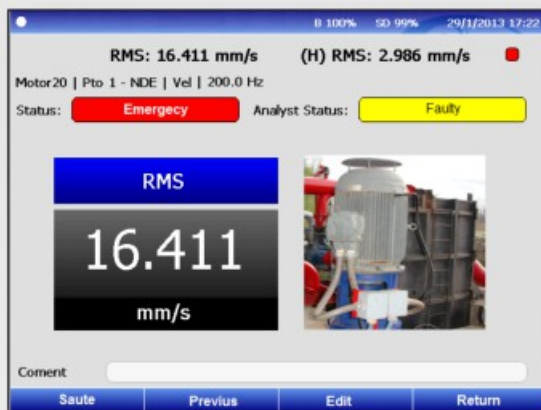 B 100% SD 99% 29/1/2013 17:22
RMS: 16.411 mm/s (H) RMS: 2.986 mm/s
Motor20 | Pto 1 - NDE | Vel | 200.0 Hz
Status: Emergecy Analyst Status: Faulty
RMS
16.411
mm/s
Coment
Saute Previus Edit Return